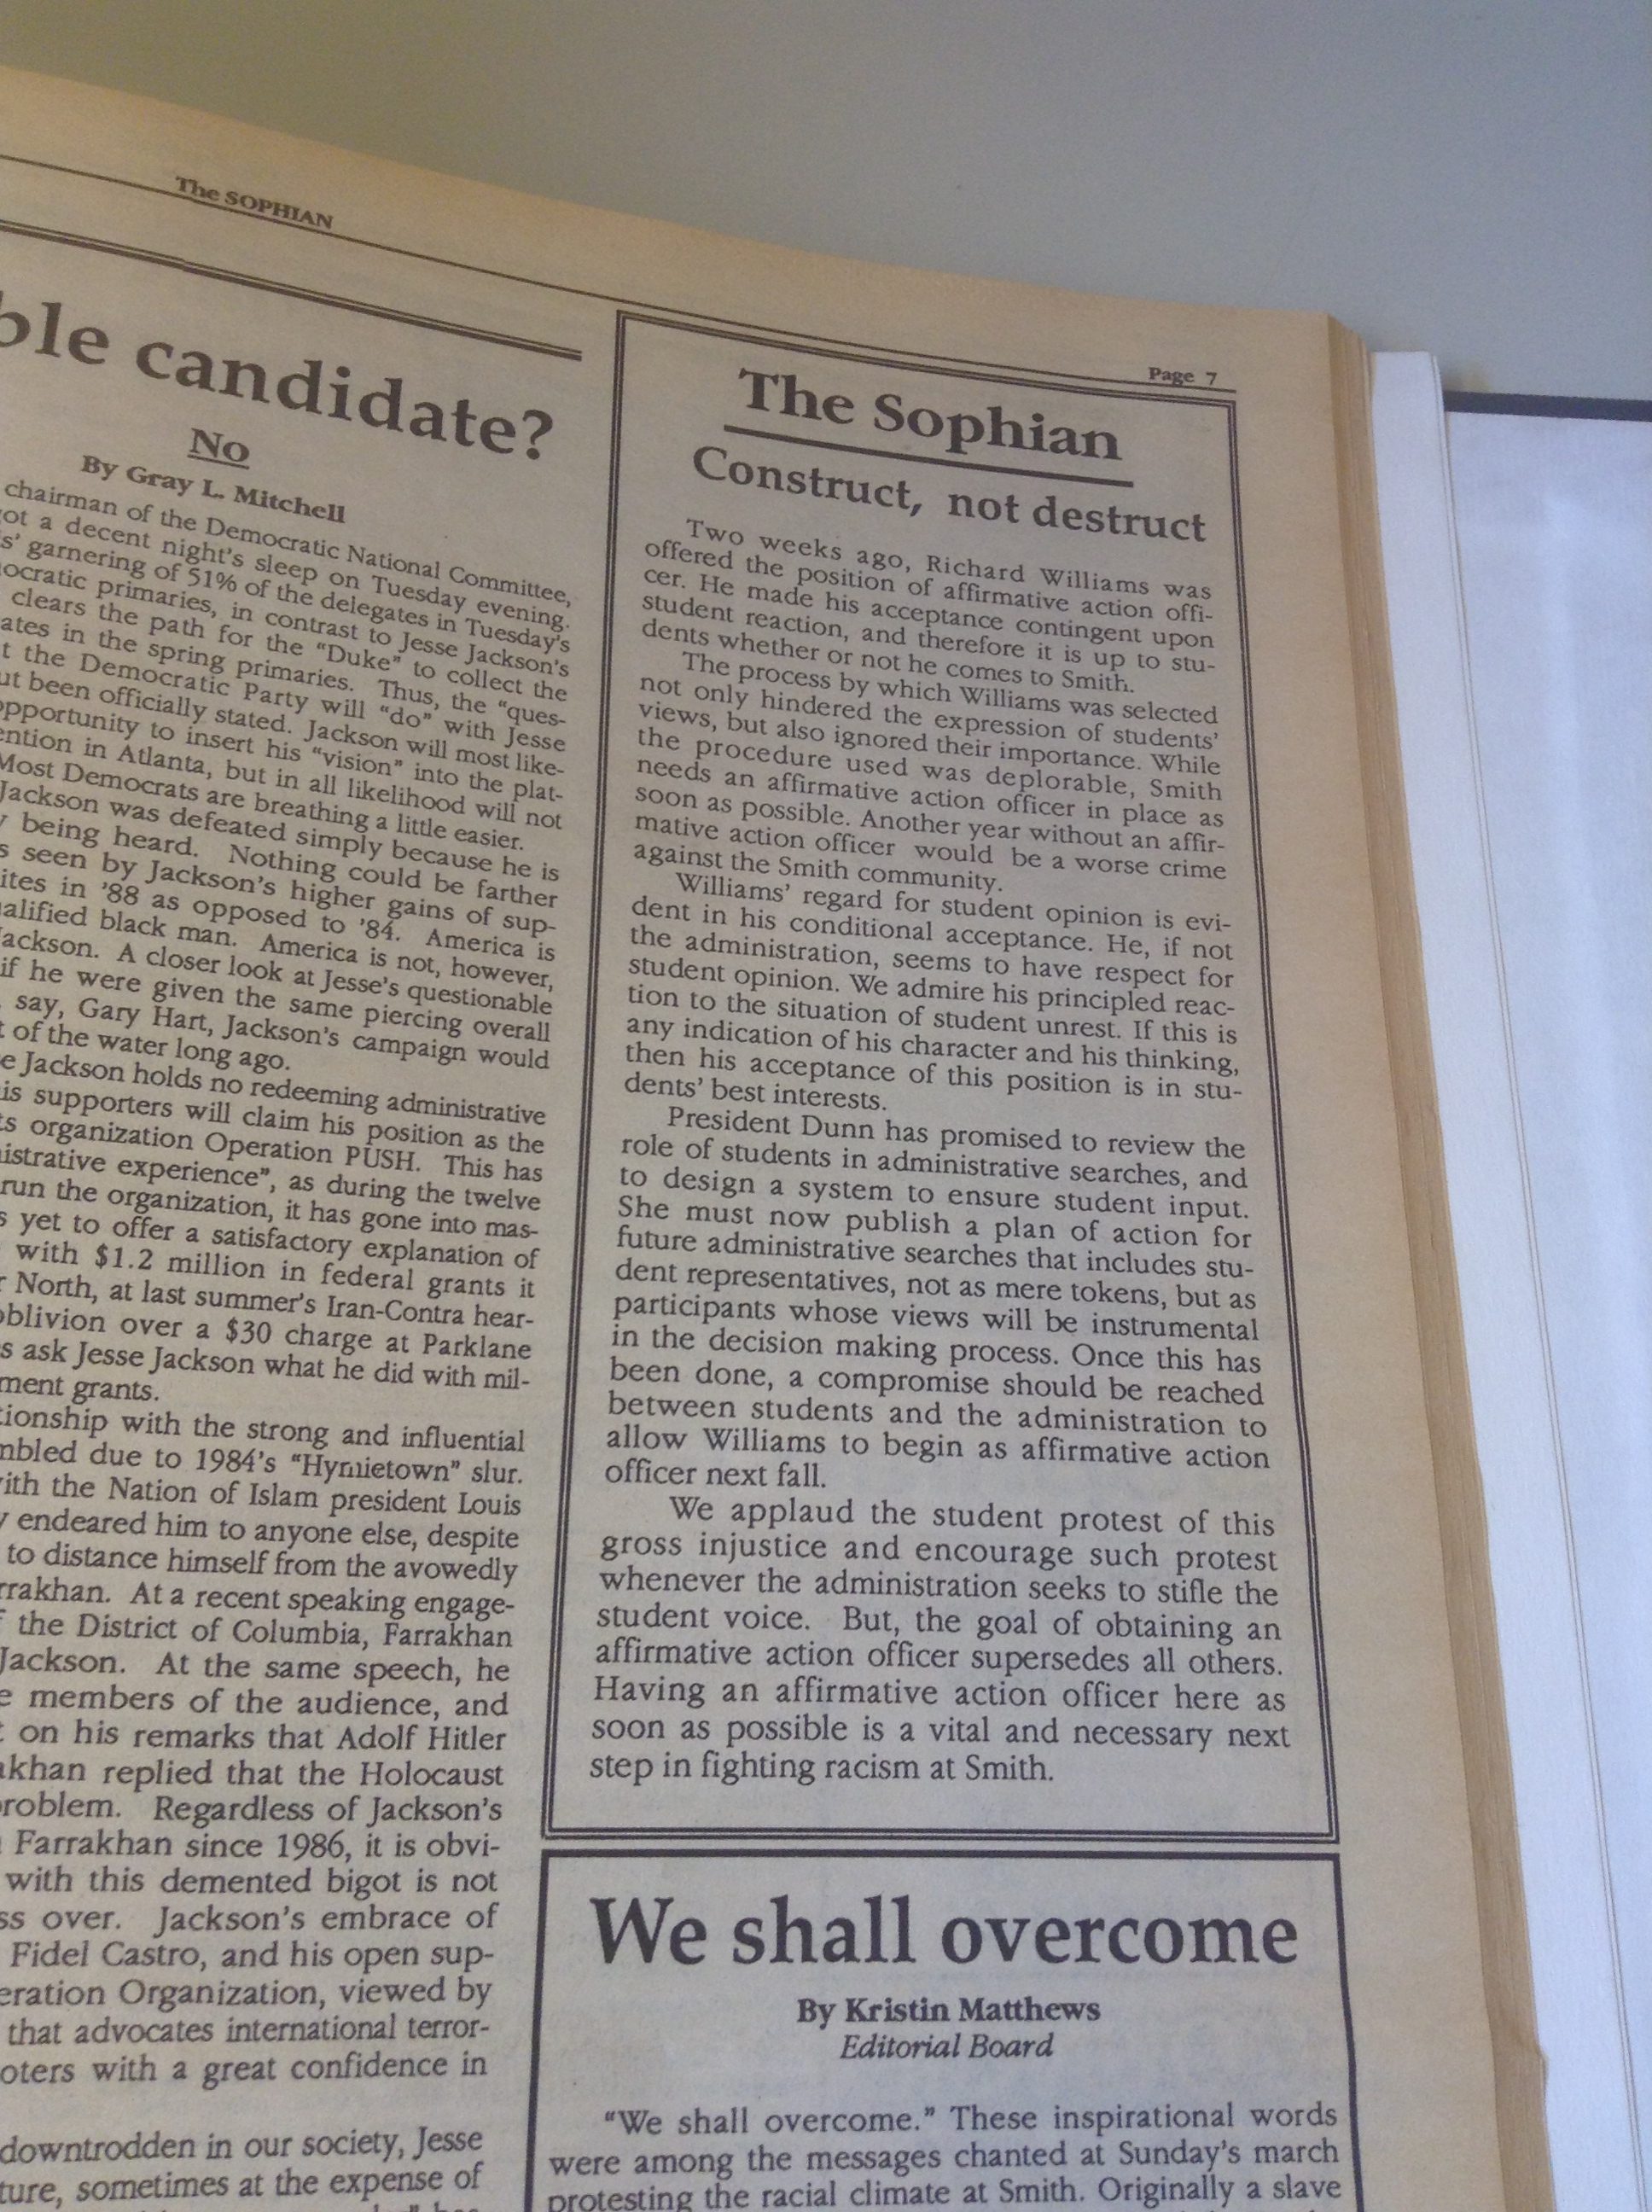 The SOPHIAN
Page 7
ble candidate?
No
By Gray L. Mitchell
chairman of the Democratic National Committee,
got a decent night's sleep on Tuesday evening.
s' garnering of 51% of the delegates in Tuesday's
ocratic primaries, in contrast to Jesse Jackson's
clears the path for the "Duke" to collect the
ates in the spring primaries. Thus, the "ques-
t the Democratic Party will "do" with Jesse
ut been officially stated. Jackson will most like-
opportunity to insert his "vision" into the plat-
ention in Atlanta, but in all likelihood will not
Most Democrats are breathing a little easier.
Jackson was defeated simply because he is
y being heard. Nothing could be farther
s seen by Jackson's higher gains of sup-
ites in '88 as opposed to '84. America is
ualified black man. America is not, however,
Jackson. A closer look at Jesse's questionable
if he were given the same piercing overall
say, Gary Hart, Jackson's campaign would
t of the water long ago.
e Jackson holds no redeeming administrative
is supporters will claim his position as the
ts organization Operation PUSH. This has
istrative experience", as during the twelve
run the organization, it has gone into mas-
s yet to offer a satisfactory explanation of
with $1.2 million in federal grants it
r North, at last summer's Iran-Contra hear-
oblivion over a $30 charge at Parklane
s ask Jesse Jackson what he did with mil-
ment grants.
tionship with the strong and influential
mbled due to 1984's "Hymietown" slur.
with the Nation of Islam president Louis
y endeared him to anyone else, despite
to distance himself from the avowedly
rrakhan. At a recent speaking engage-
f the District of Columbia, Farrakhan
Jackson. At the same speech, he
e members of the audience, and
t on his remarks that Adolf Hitler
akhan replied that the Holocaust
problem. Regardless of Jackson's
Farrakhan since 1986, it is obvi-
with this demented bigot is not
ss over. Jackson's embrace of
Fidel Castro, and his open sup-
eration Organization, viewed by
that advocates international terror-
oters with a great confidence in
downtrodden in our society, Jesse
ture, sometimes at the expense of
The Sophian
Construct, not destruct
Two weeks ago, Richard Williams was
offered the position of affirmative action offi-
cer. He made his acceptance contingent upon
student reaction, and therefore it is up to stu-
dents whether or not he comes to Smith.
The process by which Williams was selected
not only hindered the expression of students'
views, but also ignored their importance. While
the procedure used was deplorable, Smith
needs an affirmative action officer in place as
soon as possible. Another year without an affir-
mative action officer would be a worse crime
against the Smith community.
Williams' regard for student opinion is evi-
dent in his conditional acceptance. He, if not
the administration, seems to have respect for
student opinion. We admire his principled reac-
tion to the situation of student unrest. If this is
any indication of his character and his thinking,
then his acceptance of this position is in stu-
dents' best interests.
President Dunn has promised to review the
role of students in administrative searches, and
to design a system to ensure student input.
She must now publish a plan of action for
future administrative searches that includes stu-
dent representatives, not as mere tokens, but as
participants whose views will be instrumental
in the decision making process. Once this has
been done, a compromise should be reached
between students and the administration to
allow Williams to begin as affirmative action
officer next fall.
We applaud the student protest of this
gross injustice and encourage such protest
whenever the administration seeks to stifle the
student voice. But, the goal of obtaining an
affirmative action officer supersedes all others.
Having an affirmative action officer here as
soon as possible is a vital and necessary next
step in fighting racism at Smith.
We shall overcome
By Kristin Matthews
Editorial Board
"We shall overcome." These inspirational words
were among the messages chanted at Sunday's march
protesting the racial climate at Smith. Originally a slave